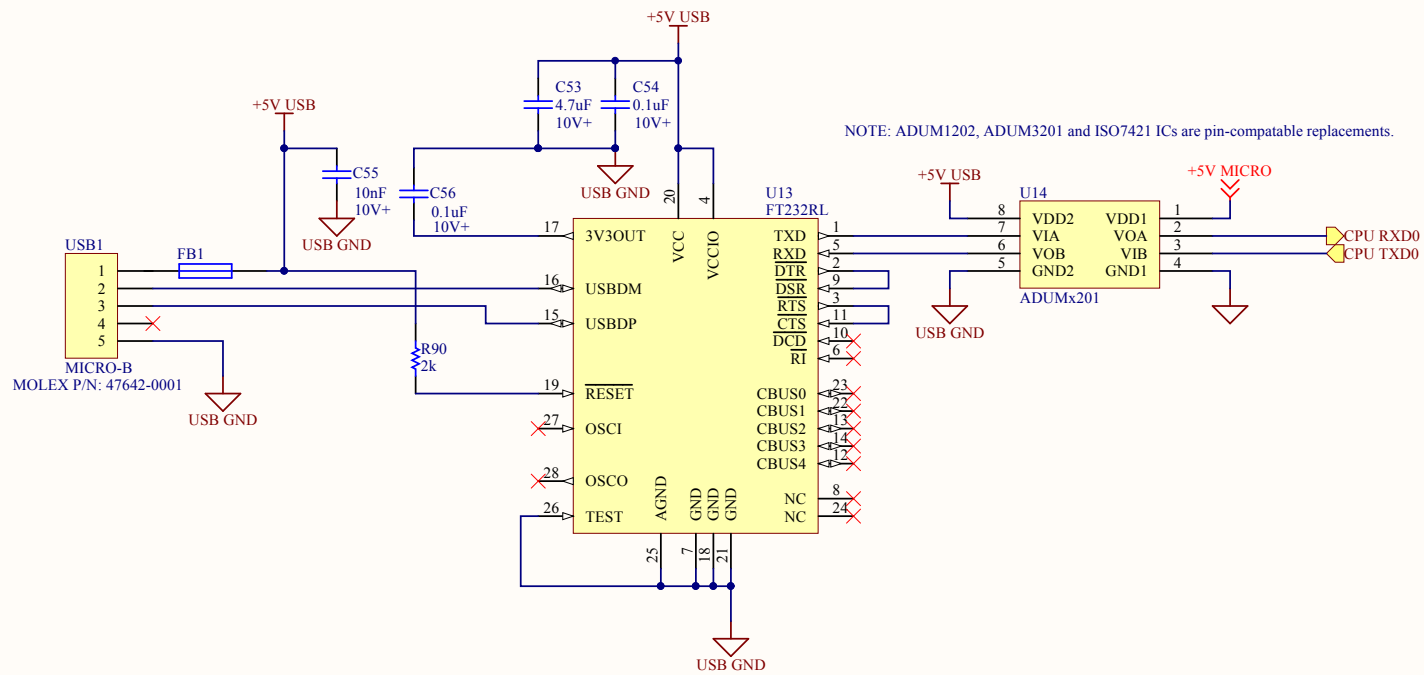 +5V USB
C53
4.7uF
10V+
C54
0.1uF
10V+
+5V USB
C55
10nF
10V+
USB GND
USB GND
C56
0.1uF
10V+
NOTE: ADUM1202, ADUM3201 and ISO7421 ICs are pin-compatable replacements.
USB1
1
2
3
4
5
MICRO-B
MOLEX P/N: 47642-0001
FB1
USB GND
R90
2k
U13
FT232RL
20
VCC
4
VCCIO
17 3V3OUT
16 USBDM
15 USBDP
19 RESET
27 OSCI
28 OSCO
26 TEST
TXD 1
RXD 5
DTR 2
DSR 9
RTS 3
CTS 11
DCD 10
RI 6
CBUS0 23
CBUS1 22
CBUS2 13
CBUS3 14
CBUS4 12
NC 8
NC 24
AGND
GND
GND
GND
25
7
18
21
USB GND
+5V USB
+5V MICRO
U14
8 VDD2 VDD1 1
7 VIA VOA 2
6 VOB VIB 3
5 GND2 GND1 4
ADUMx201
USB GND
CPU RXD0
CPU TXD0